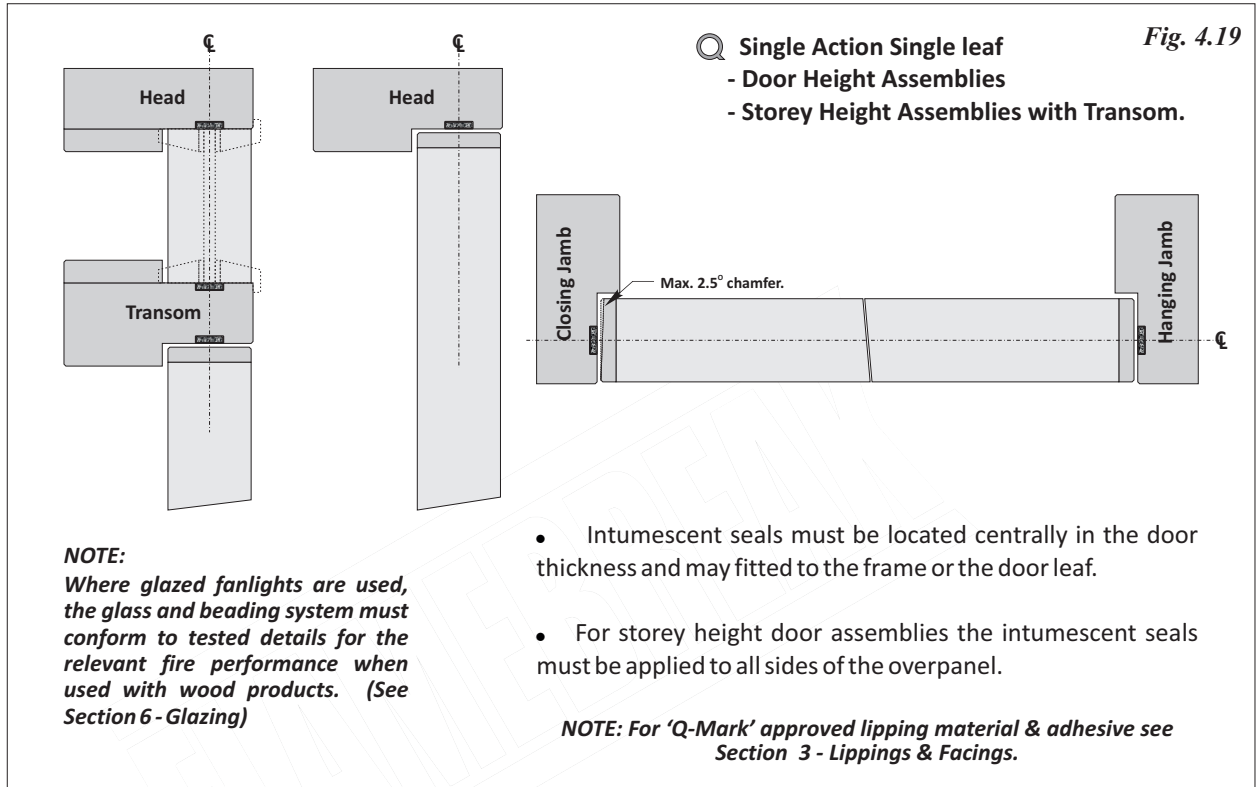 Fig. 4.19
Single Action Single leaf
- Door Height Assemblies
- Storey Height Assemblies with Transom.
℄
℄
Head
Head
Transom
Closing Jamb
Max. 2.5° chamfer.
Hanging Jamb
℄
NOTE:
Where glazed fanlights are used,
the glass and beading system must
conform to tested details for the
relevant fire performance when
used with wood products. (See
Section 6 - Glazing)
• Intumescent seals must be located centrally in the door
thickness and may fitted to the frame or the door leaf.
• For storey height door assemblies the intumescent seals
must be applied to all sides of the overpanel.
NOTE: For ‘Q-Mark’ approved lipping material & adhesive see
Section 3 - Lippings & Facings.
FLAMEBREAK